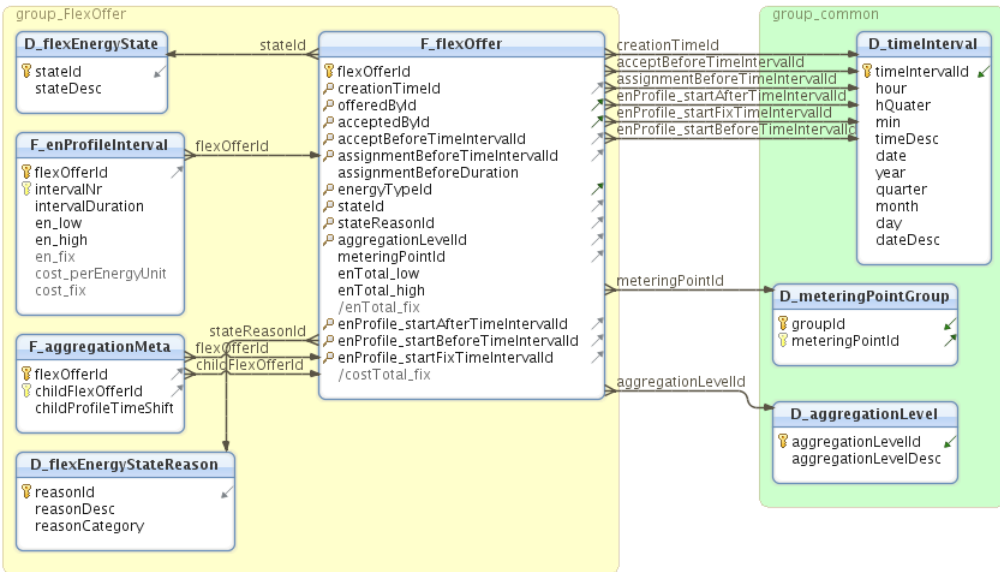 group_FlexOffer
D_flexEnergyState
stateId
stateDesc
stateId
F_enProfileInterval
flexOfferId
intervalNr
intervalDuration
en_low
en_high
en_fix
cost_perEnergyUnit
cost_fix
flexOfferId
F_aggregationMeta
flexOfferId
childFlexOfferId
childProfileTimeShift
stateReasonId
flexOfferId
childFlexOfferId
D_flexEnergyStateReason
reasonId
reasonDesc
reasonCategory
F_flexOffer
flexOfferId
creationTimeId
offeredById
acceptedById
acceptBeforeTimeIntervalId
assignmentBeforeTimeIntervalId
assignmentBeforeDuration
energyTypeId
stateId
stateReasonId
aggregationLevelId
meteringPointId
enTotal_low
enTotal_high
/enTotal_fix
enProfile_startAfterTimeIntervalId
enProfile_startBeforeTimeIntervalId
enProfile_startFixTimeIntervalId
/costTotal_fix
creationTimeId
acceptBeforeTimeIntervalId
assignmentBeforeTimeIntervalId
enProfile_startAfterTimeIntervalId
enProfile_startFixTimeIntervalId
enProfile_startBeforeTimeIntervalId
meteringPointId
aggregationLevelId
group_common
D_timeInterval
timeIntervalId
hour
hQuater
min
timeDesc
date
year
quarter
month
day
dateDesc
D_meteringPointGroup
groupId
meteringPointId
D_aggregationLevel
aggregationLevelId
aggregationLevelDesc